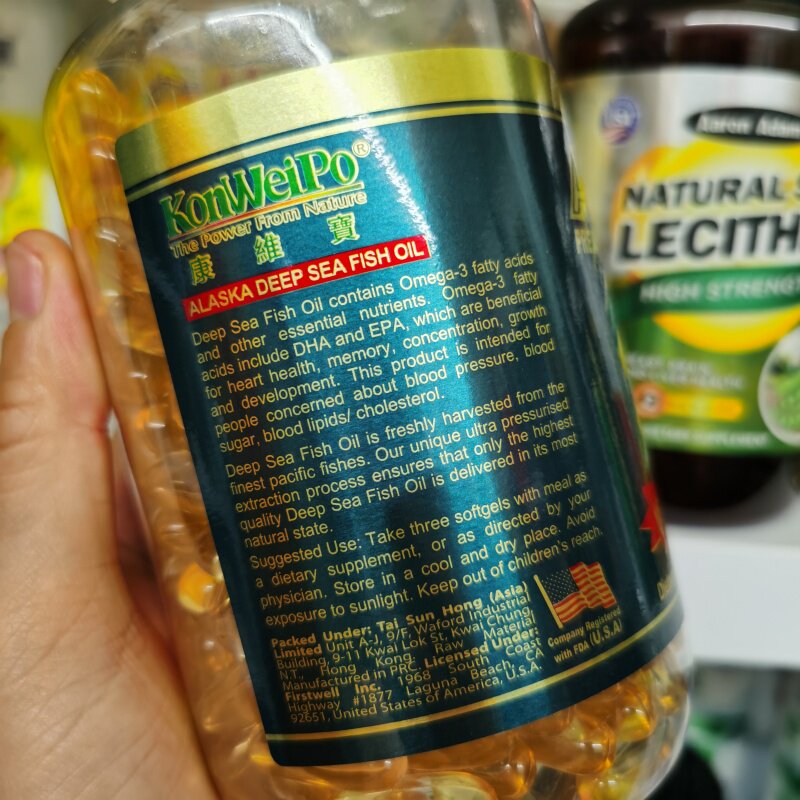 KonWeiPo®
The Power From Nature
康 維 寶
ALASKA DEEP SEA FISH OIL
Deep Sea Fish Oil contains Omega-3 fatty acids
and other essential nutrients. Omega-3 fatty
acids include DHA and EPA, which are beneficial
for heart health, memory, concentration, growth
and development. This product is intended for
people concerned about blood pressure, blood
sugar, blood lipids/ cholesterol.
Deep Sea Fish Oil is freshly harvested from the
finest pacific fishes. Our unique ultra pressurised
extraction process ensures that only the highest
quality Deep Sea Fish Oil is delivered in its most
natural state.
Suggested Use: Take three softgels with meal as
a dietary supplement, or as directed by your
physician. Store in a cool and dry place. Avoid
exposure to sunlight. Keep out of children's reach.
Packed Under: Tai Sun Hong (Asia)
Limited Unit A-J, 9/F, Waford Industrial
Building, 9-11 Kwai Lok St, Kwai Chung,
N.T., Hong Kong. Raw Material
Manufactured in PRC. Licensed Under:
Firstwell Inc. 1968 South Coast
Highway #1877 Laguna Beach, CA
92651, United States of America, U.S.A.
Company Registered
with FDA (U.S.A)
NATURAL
LECITH
HIGH STRENGT